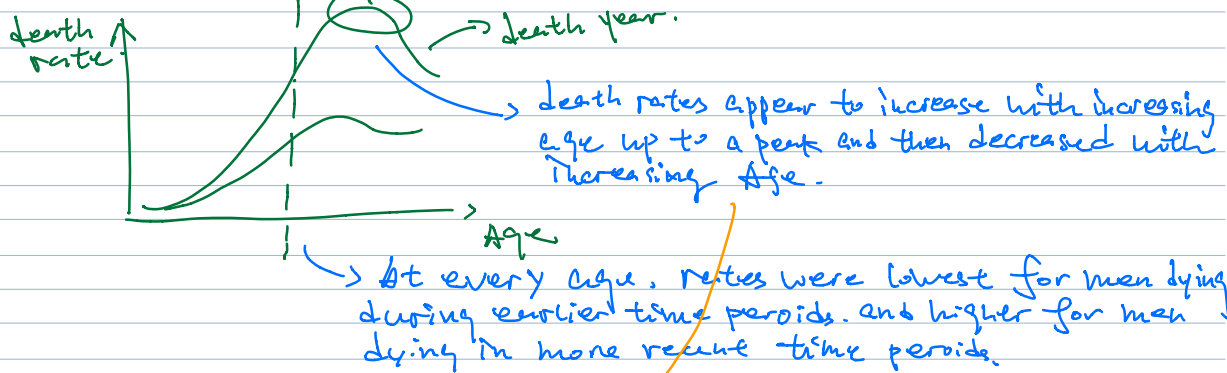 death
rate
death year.
death rates appear to increase with increasing
age up to a peak and then decreased with
increasing Age.
Age
At every age, rates were lowest for men dying
during earlier time peroids. and higher for men
dying in more recent time peroids.